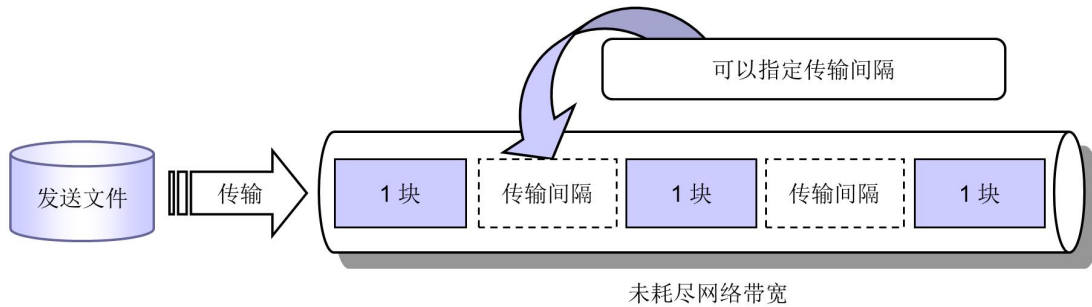 可以指定传输间隔
发送文件
传输
1 块
传输间隔
1 块
传输间隔
1 块
未耗尽网络带宽